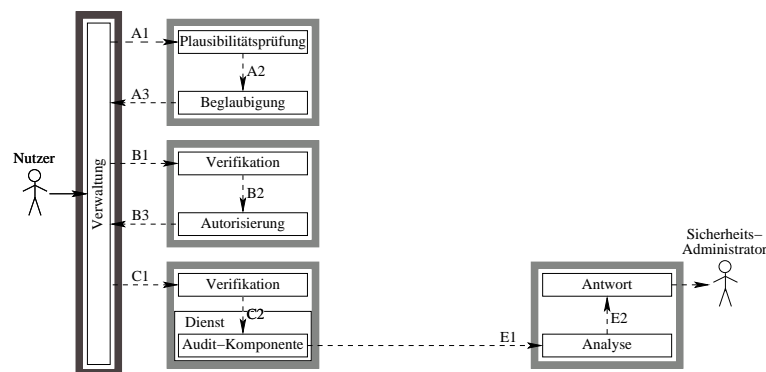 A1
Plausibilitätsprüfung
A2
A3
Beglaubigung
Nutzer
Verwaltung
B1
Verifikation
B2
B3
Autorisierung
Sicherheits–
Administrator
C1
Verifikation
Antwort
C2
Dienst
E2
E1
Audit–Komponente
Analyse